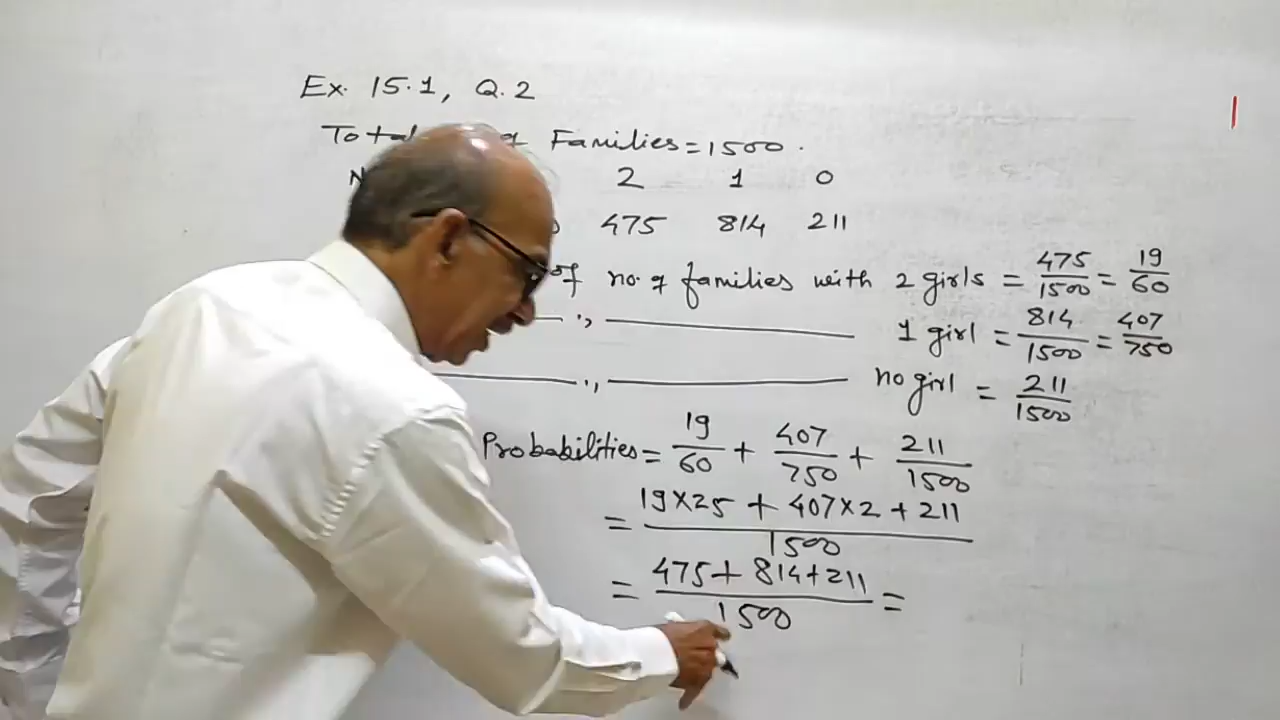 Ex. 15.1, Q.2
Total of Families = 1500.
2 1 0
475 814 211
of no. of families with 2 girls = 475/1500 = 19/60
" 1 girl = 814/1500 = 407/750
" no girl = 211/1500
Probabilities = 19/60 + 407/750 + 211/1500
= 19×25 + 407×2 + 211 / 1500
= 475 + 814 + 211 / 1500 =